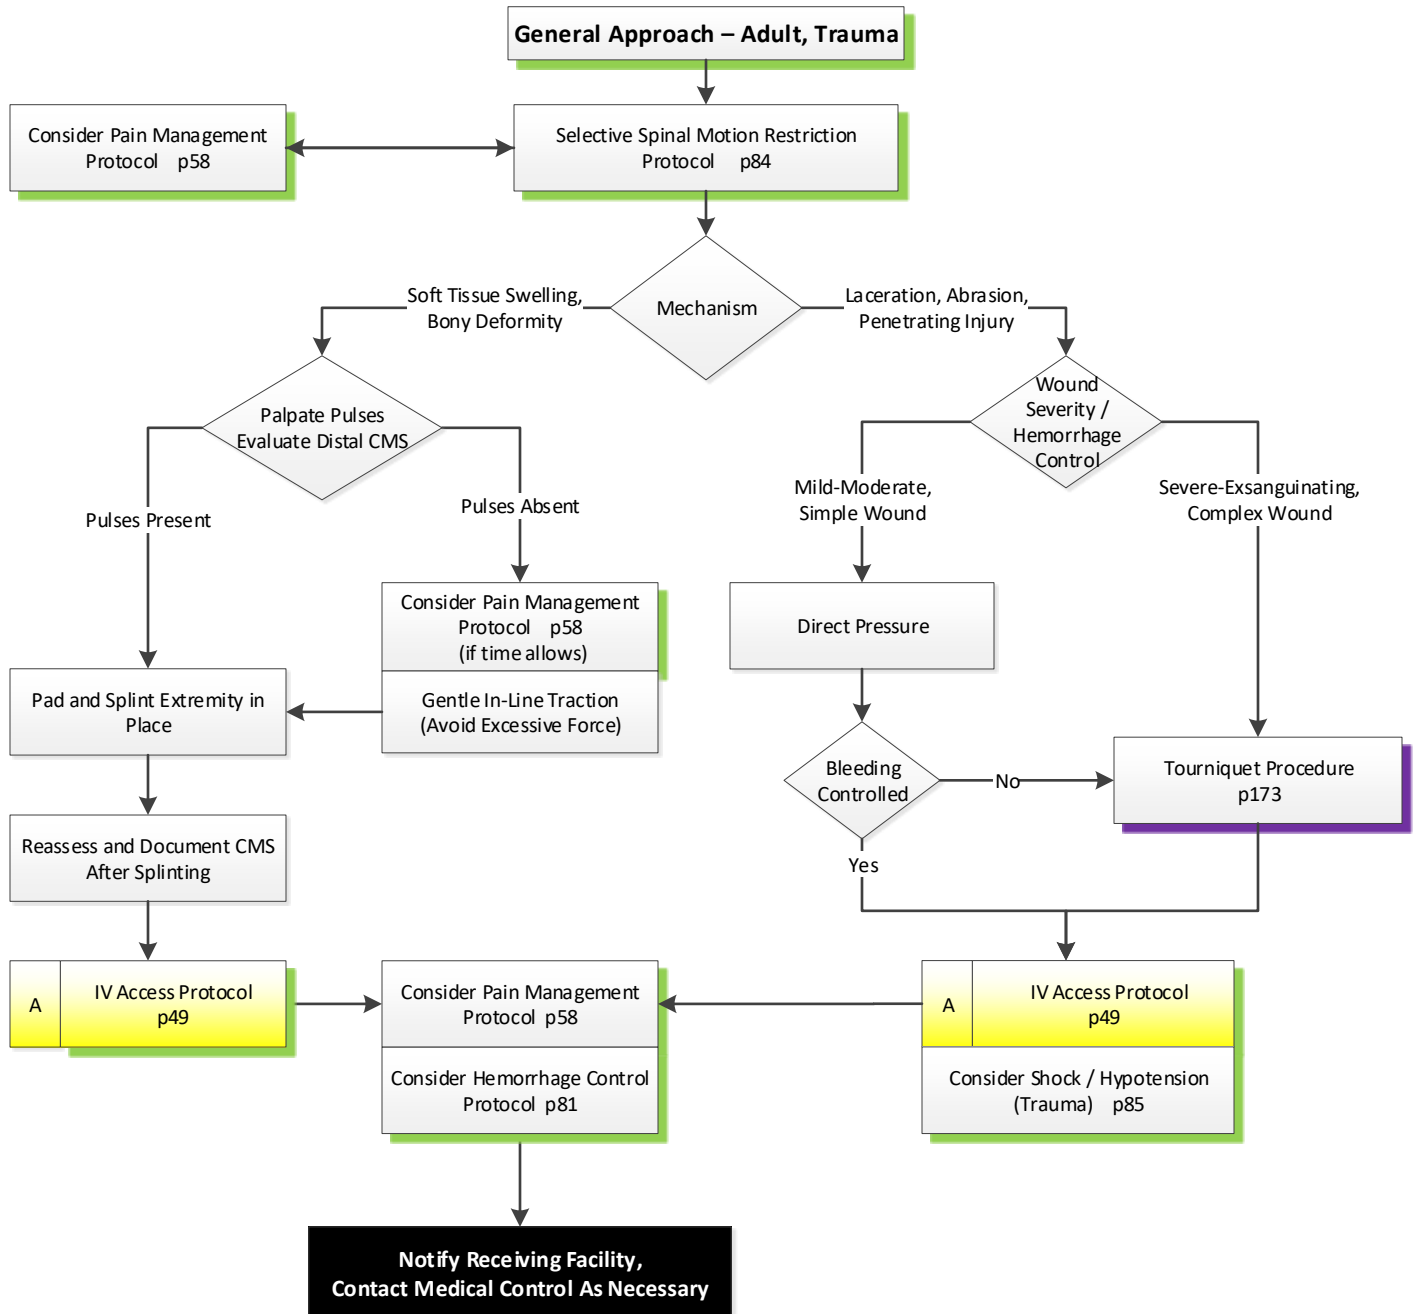 General Approach – Adult, Trauma
Consider Pain Management
Protocol p58
Selective Spinal Motion Restriction
Protocol p84
Mechanism
Soft Tissue Swelling,
Bony Deformity
Laceration, Abrasion,
Penetrating Injury
Palpate Pulses
Evaluate Distal CMS
Wound
Severity /
Hemorrhage
Control
Pulses Present
Pulses Absent
Mild-Moderate,
Simple Wound
Severe-Exsanguinating,
Complex Wound
Consider Pain Management
Protocol p58
(if time allows)
Gentle In-Line Traction
(Avoid Excessive Force)
Direct Pressure
Pad and Splint Extremity in
Place
Bleeding
Controlled
No
Yes
Tourniquet Procedure
p173
Reassess and Document CMS
After Splinting
A
IV Access Protocol
p49
Consider Pain Management
Protocol p58
Consider Hemorrhage Control
Protocol p81
A
IV Access Protocol
p49
Consider Shock / Hypotension
(Trauma) p85
Notify Receiving Facility,
Contact Medical Control As Necessary